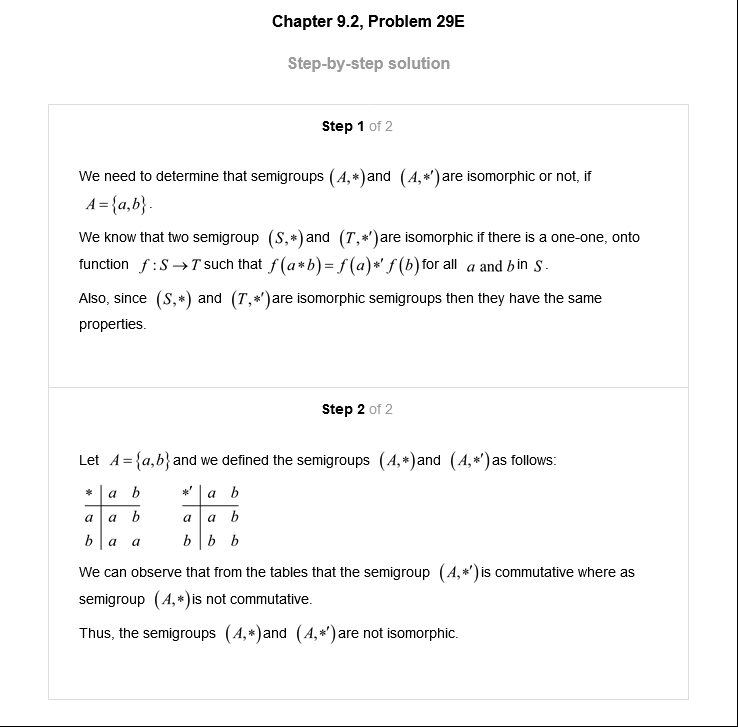 Chapter 9.2, Problem 29E
Step-by-step solution
Step 1 of 2
We need to determine that semigroups (A,*) and (A,*′) are isomorphic or not, if
A={a,b}.
We know that two semigroup (S,*) and (T,*′) are isomorphic if there is a one-one, onto
function f:S→T such that f(a*b)=f(a)*′f(b) for all a and b in S.
Also, since (S,*) and (T,*′) are isomorphic semigroups then they have the same
properties.
Step 2 of 2
Let A={a,b} and we defined the semigroups (A,*) and (A,*′) as follows:
* a b *′ a b
a a b a a b
b a a b b b
We can observe that from the tables that the semigroup (A,*′) is commutative where as
semigroup (A,*) is not commutative.
Thus, the semigroups (A,*) and (A,*′) are not isomorphic.